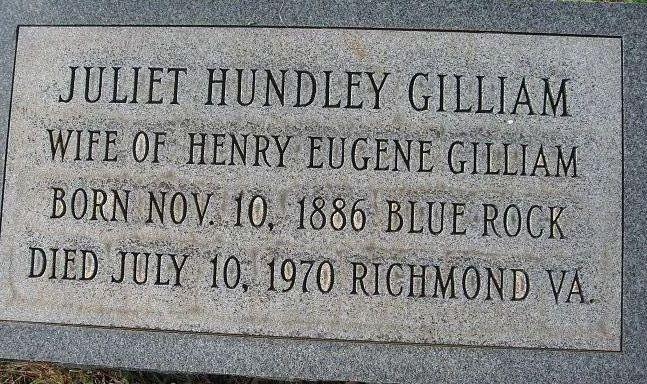 JULIET HUNDLEY GILLIAM
WIFE OF HENRY EUGENE GILLIAM
BORN NOV. 10, 1886 BLUE ROCK
DIED JULY 10, 1970 RICHMOND VA.